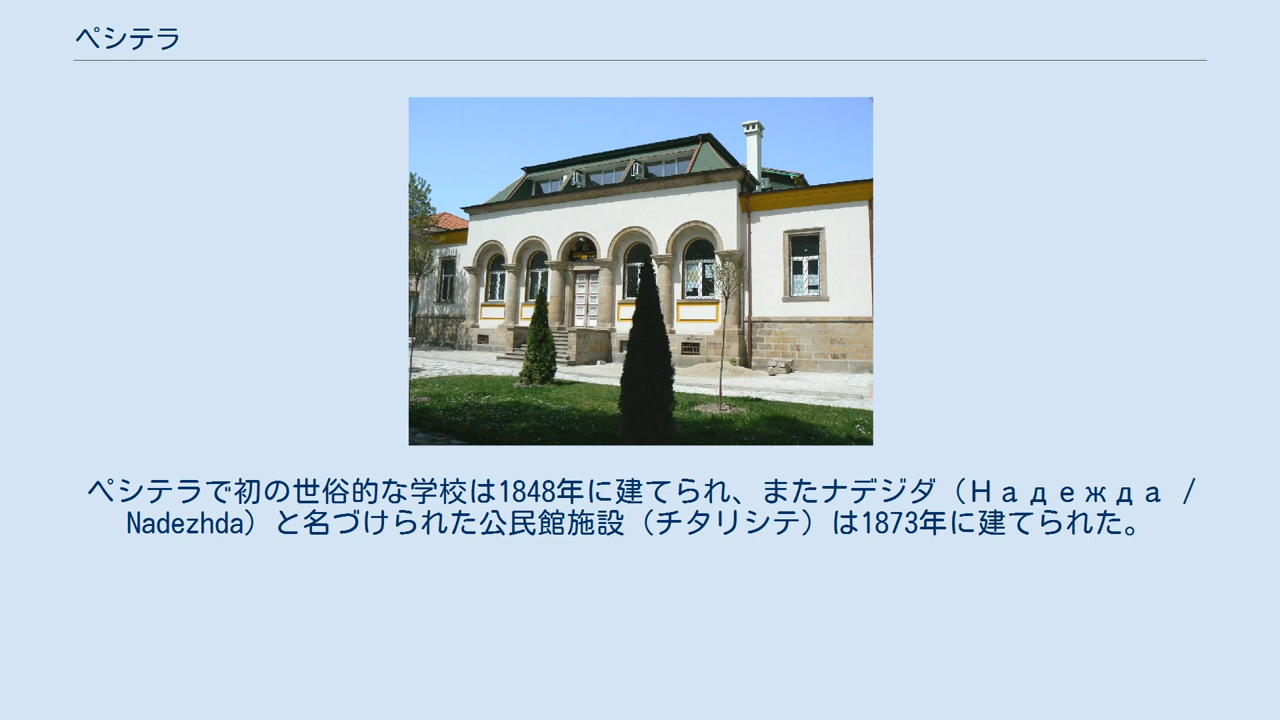 ペシテラ
ペシテラで初の世俗的な学校は1848年に建てられ、またナデジダ（Надежда /
Nadezhda）と名づけられた公民館施設（チタリシテ）は1873年に建てられた。